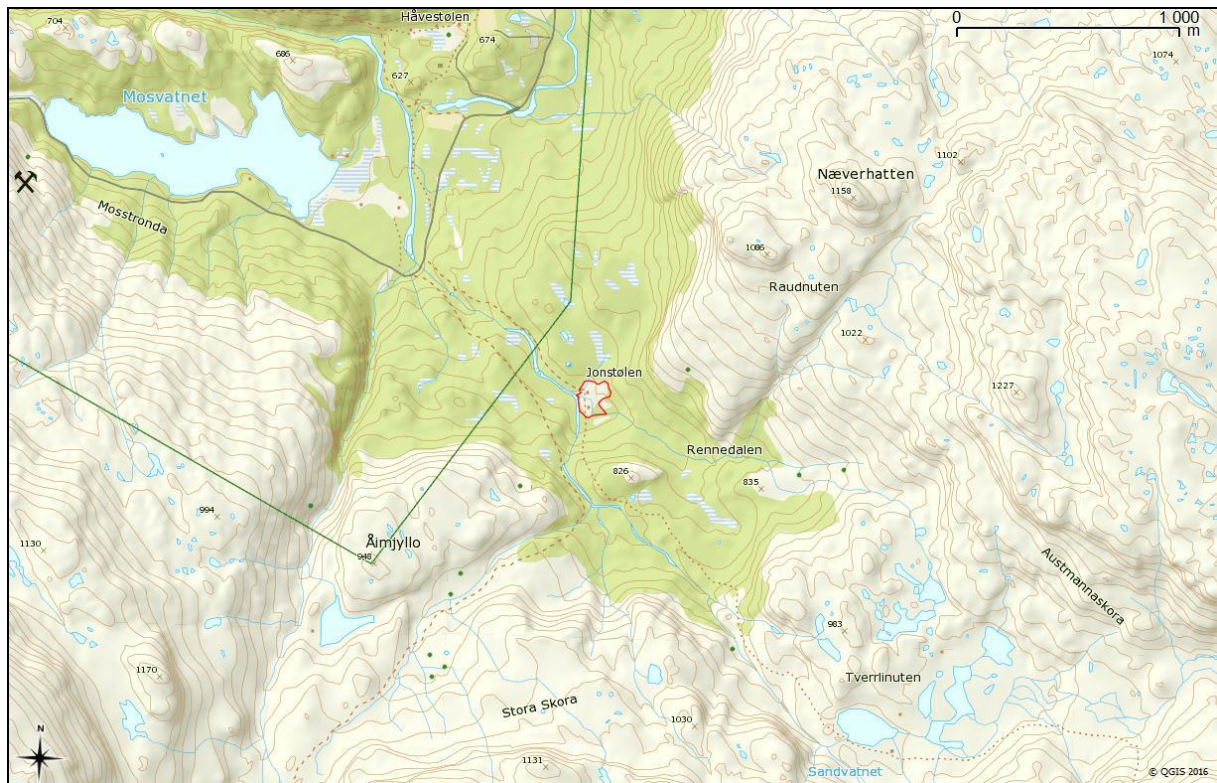 Håvestølen
0
1 000
m
704
674
686
1074
627
Mosvatnet
1102
Næverhatten
1158
Mosstronda
1086
Raudnuten
1022
Jonstølen
1227
Rennedalen
826
835
994
1130
Åmjyllo
948
Austmannaskora
983
1170
Tverrlinuten
Stora Skora
1030
N
1131
Sandvatnet
© QGIS 2016